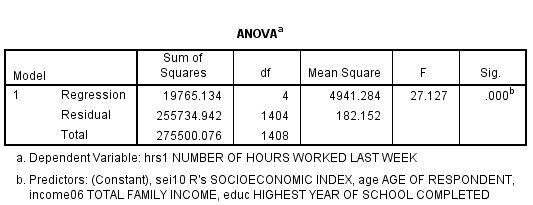 ANOVAa
Model Sum of Squares df Mean Square F Sig.
1 Regression 19765.134 4 4941.284 27.127 .000b
Residual 255734.942 1404 182.152
Total 275500.076 1408
a. Dependent Variable: hrs1 NUMBER OF HOURS WORKED LAST WEEK
b. Predictors: (Constant), sei10 R's SOCIOECONOMIC INDEX, age AGE OF RESPONDENT,
income06 TOTAL FAMILY INCOME, educ HIGHEST YEAR OF SCHOOL COMPLETED